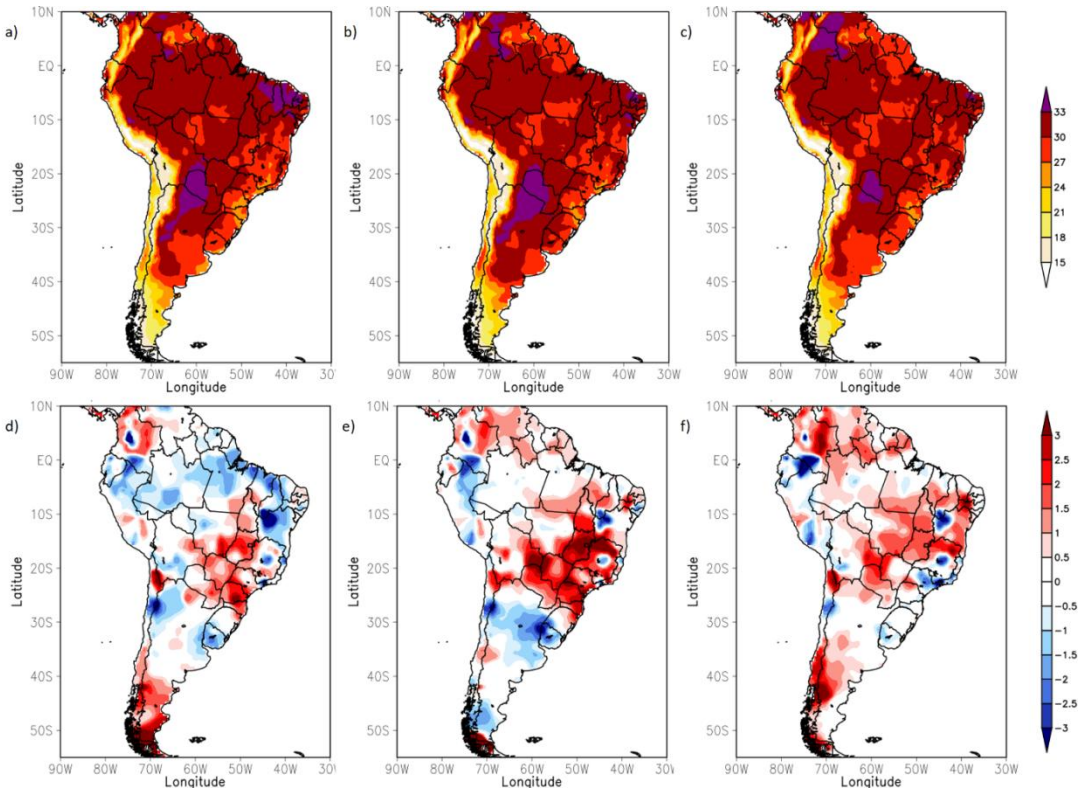 a)
10N
EQ
10S
20S
30S
40S
50S
Latitude
90W 80W 70W 60W 50W 40W 30W
Longitude
b)
10N
EQ
10S
20S
30S
40S
50S
Latitude
90W 80W 70W 60W 50W 40W 30
Longitude
c)
10N
EQ
10S
20S
30S
40S
50S
Latitude
90W 80W 70W 60W 50W 40W 30W
Longitude
33
30
27
24
21
18
15
d)
10N
EQ
10S
20S
30S
40S
50S
Latitude
90W 80W 70W 60W 50W 40W 30W
Longitude
e)
10N
EQ
10S
20S
30S
40S
50S
Latitude
90W 80W 70W 60W 50W 40W 30W
Longitude
f)
10N
EQ
10S
20S
30S
40S
50S
Latitude
90W 80W 70W 60W 50W 40W 30W
Longitude
3
2.5
2
1.5
1
0.5
0
-0.5
-1
-1.5
-2
-2.5
-3